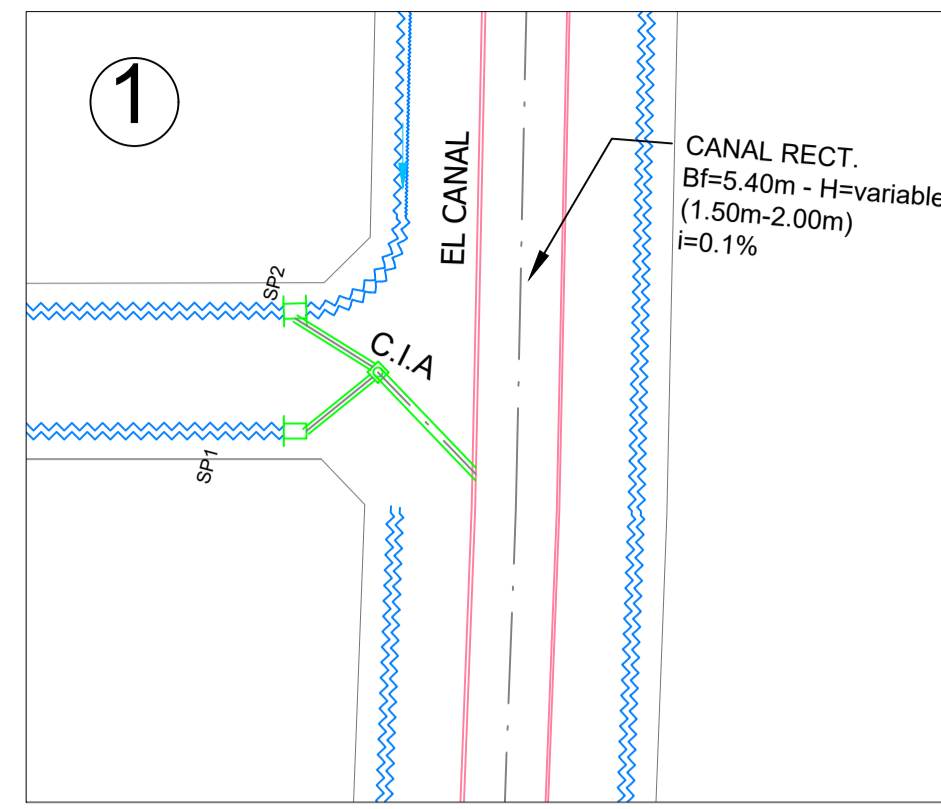 1
EL CANAL
CANAL RECT.
Bf=5.40m - H=variable
(1.50m-2.00m)
i=0.1%
SP2
C.I.A
SP1